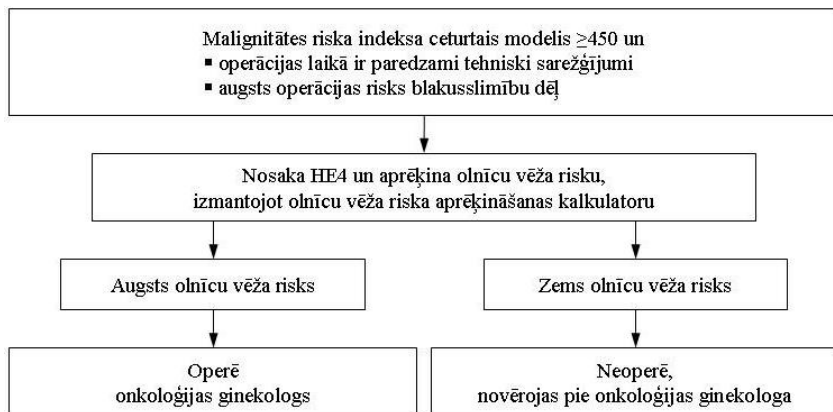 Malignitātes riska indeksa ceturtais modelis ≥450 un
▪ operācijas laikā ir paredzami tehniski sarežģījumi
▪ augsts operācijas risks blakusslimību dēļ
Nosaka HE4 un aprēķina olnīcu vēža risku,
izmantojot olnīcu vēža riska aprēķināšanas kalkulatoru
Augsts olnīcu vēža risks
Zems olnīcu vēža risks
Operē
onkoloģijas ginekologs
Neoperē,
novērojas pie onkoloģijas ginekologa